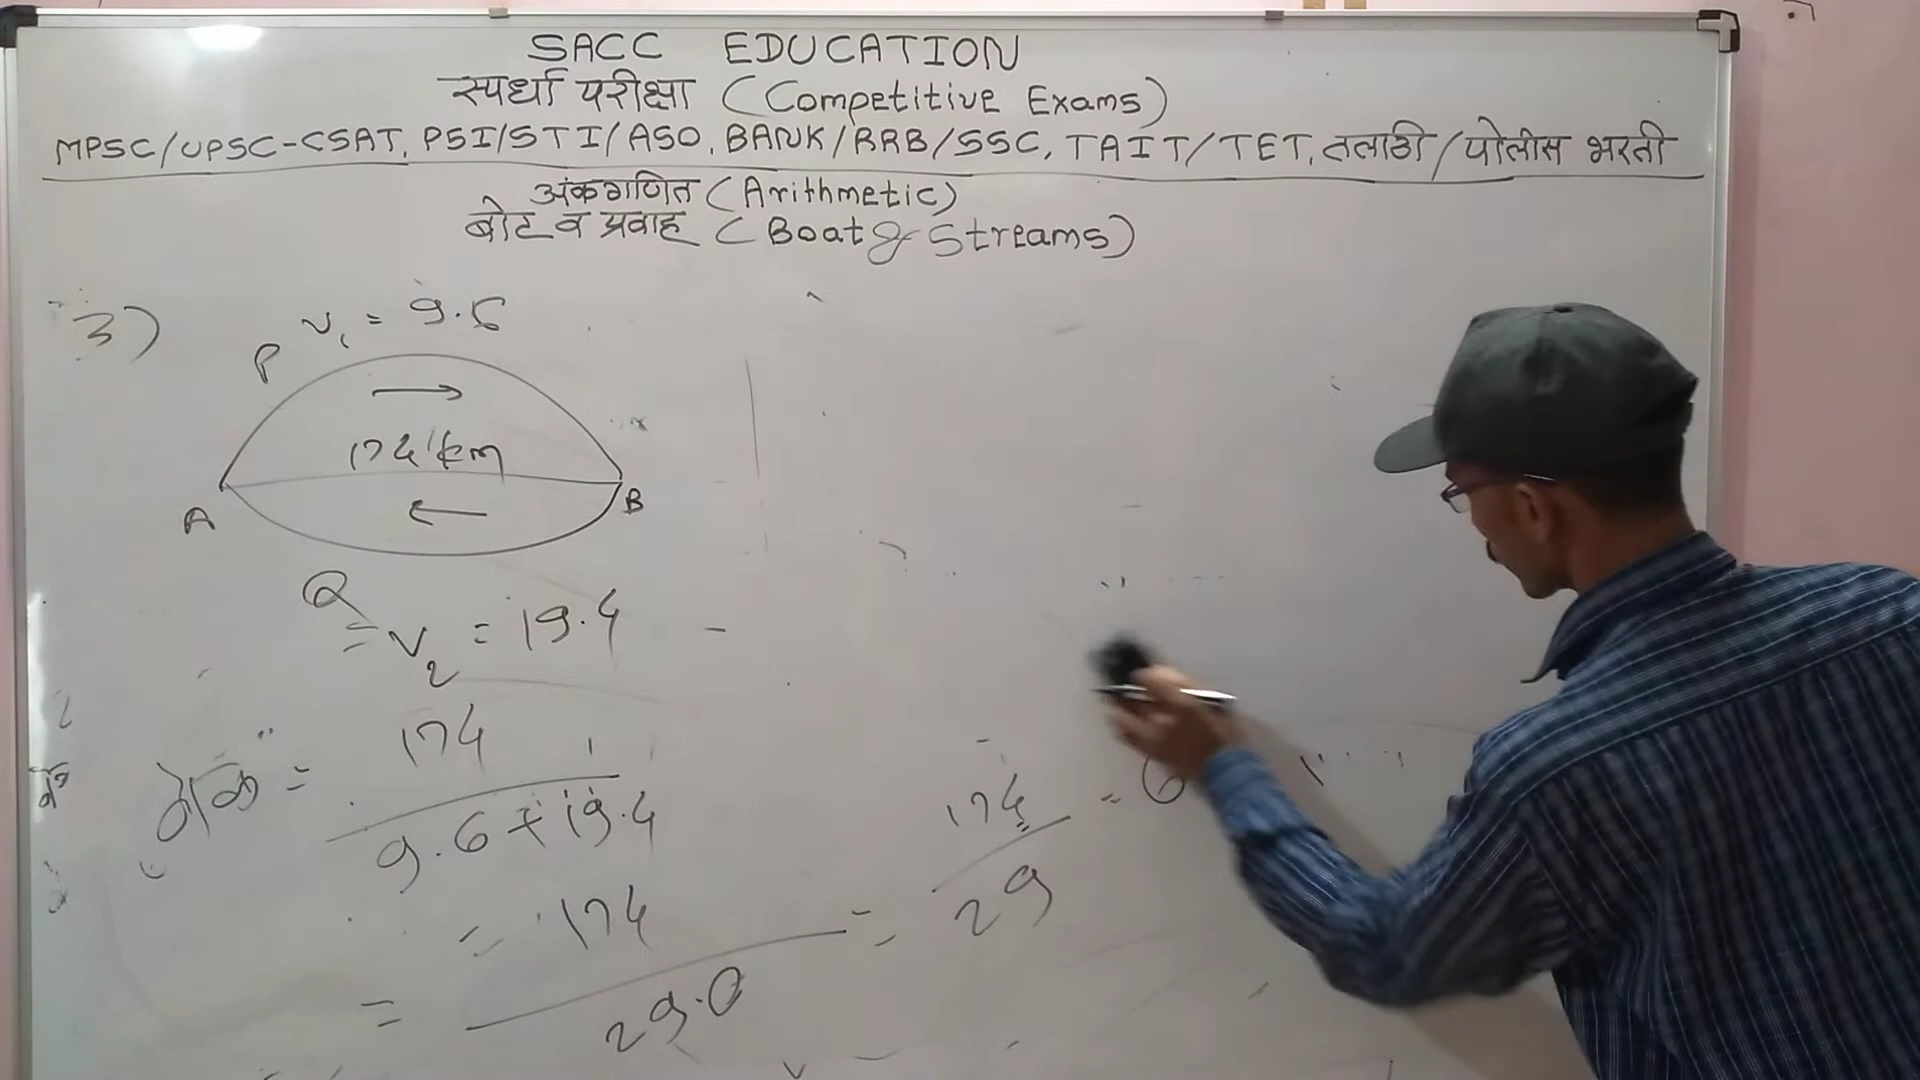 SACC EDUCATION
स्पर्धा परीक्षा (Competitive Exams)
MPSC/UPSC-CSAT, PSI/STI/ASO, BANK/RRB/SSC, TAIT/TET, तलाठी/पोलीस भरती
अंकगणित (Arithmetic)
बोट व प्रवाह (Boat & Streams)
3)
P V₁ = 9.6
174 km
A B
Q
= V₂ = 19.4
= 174 / 9.6 + 19.4
= 174 / 29.0 = 174 / 29 = 6
=